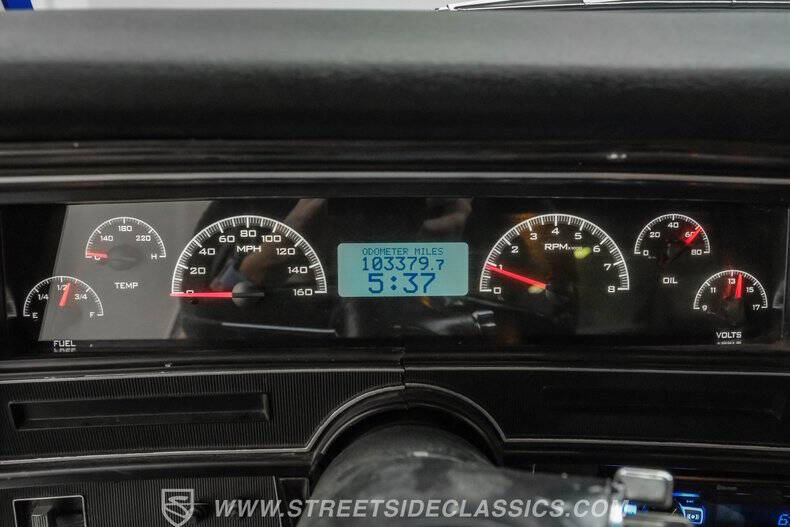 TEMP
140 180 220 H
FUEL
E 1/4 1/2 3/4 F
MPH
0 20 40 60 80 100 120 140 160
ODOMETER MILES
103379.7
5:37
RPM
0 1 2 3 4 5 6 7 8
OIL
0 20 40 60 80
VOLTS
9 11 13 15 17
WWW.STREETSIDECLASSICS.COM